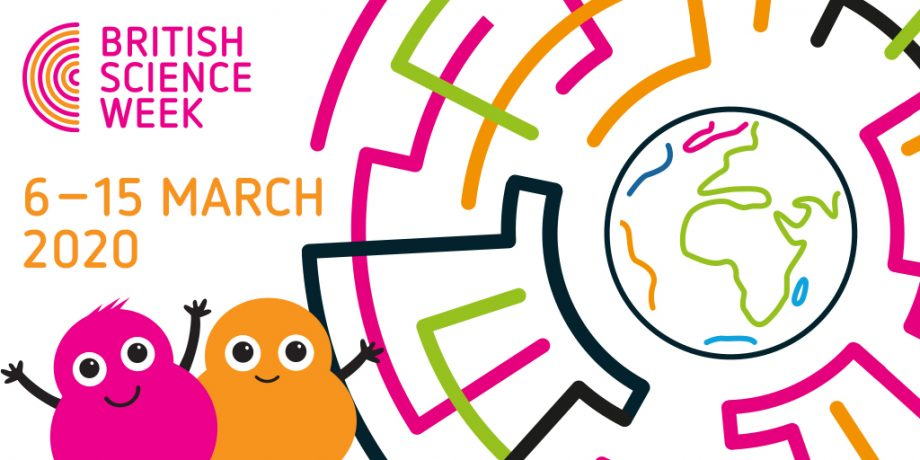 BRITISH
SCIENCE
WEEK
6–15 MARCH
2020